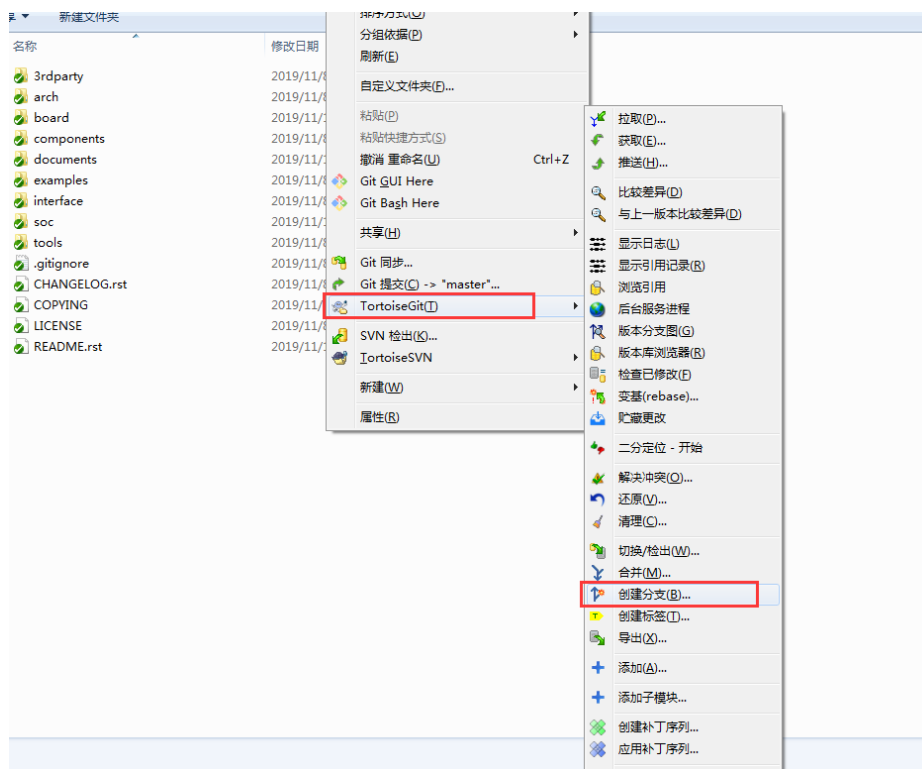 享 新建文件夹
名称 修改日期
3rdparty 2019/11/8
arch 2019/11/8
board 2019/11/
components 2019/11/8
documents 2019/11/
examples 2019/11/8
interface 2019/11/8
soc 2019/11/
tools 2019/11/8
.gitignore 2019/11/8
CHANGELOG.rst 2019/11/8
COPYING 2019/11/
LICENSE 2019/11/8
README.rst 2019/11/
排序方式(O)
分组依据(P)
刷新(E)
自定义文件夹(F)...
粘贴(P)
粘贴快捷方式(S)
撤消 重命名(U) Ctrl+Z
Git GUI Here
Git Bash Here
共享(H)
Git 同步...
Git 提交(C) -> "master"...
TortoiseGit(T)
SVN 检出(K)...
TortoiseSVN
新建(W)
属性(R)
拉取(P)...
获取(E)...
推送(H)...
比较差异(D)
与上一版本比较差异(D)
显示日志(L)
显示引用记录(R)
浏览引用
后台服务进程
版本分支图(G)
版本库浏览器(R)
检查已修改(F)
变基(rebase)...
贮藏更改
二分定位 - 开始
解决冲突(O)...
还原(V)...
清理(C)...
切换/检出(W)...
合并(M)...
创建分支(B)...
创建标签(T)...
导出(X)...
添加(A)...
添加子模块...
创建补丁序列...
应用补丁序列...